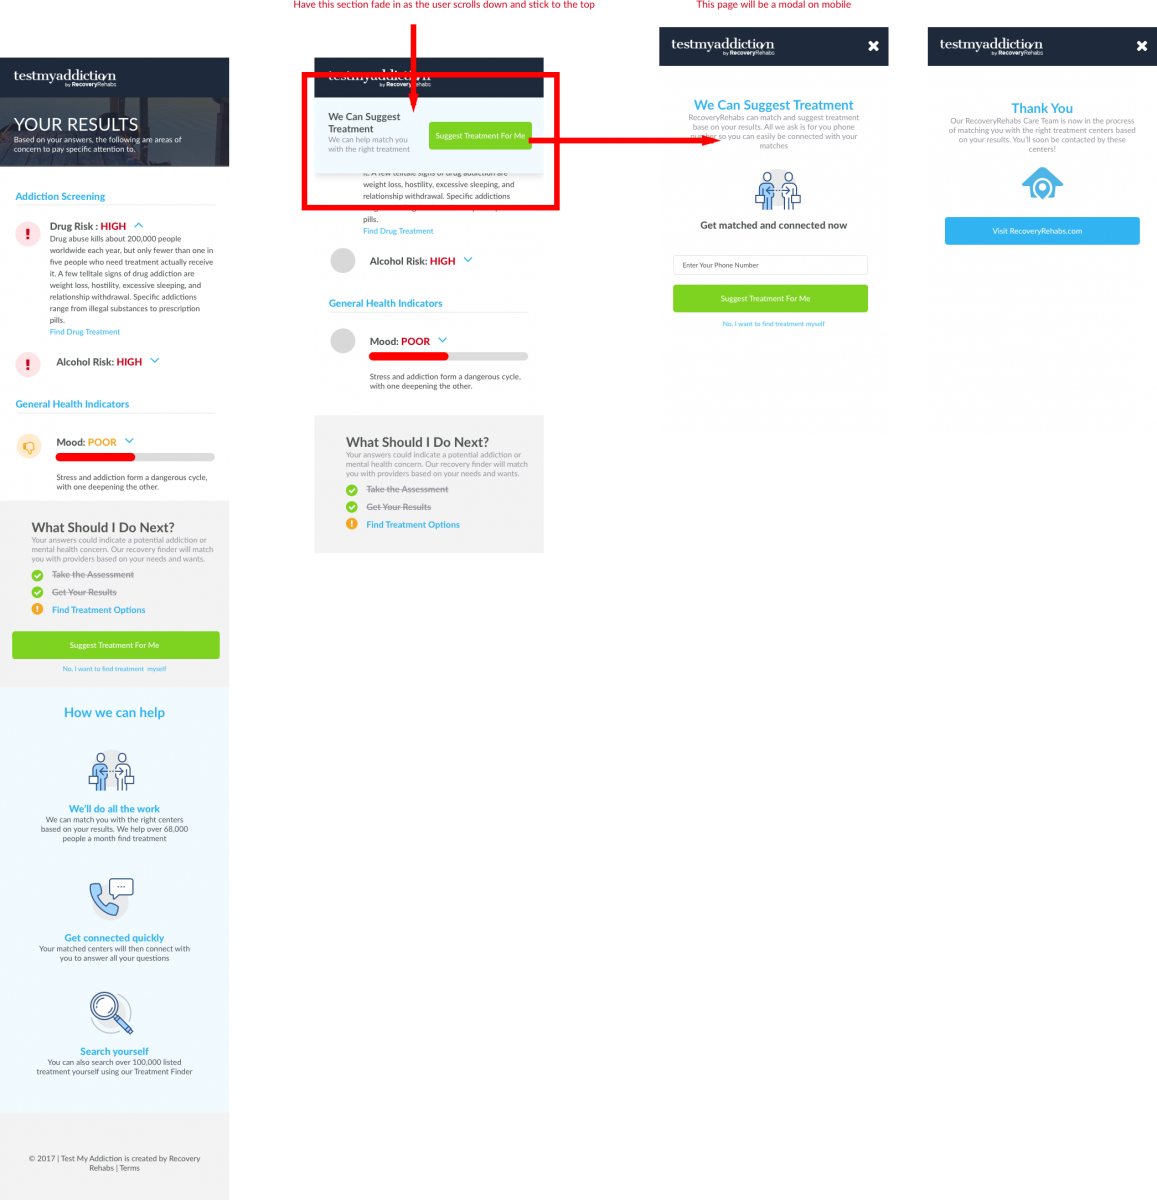 Have this section fade in as the user scrolls down and stick to the top
This page will be a modal on mobile
testmyaddiction
by RecoveryRehabs
YOUR RESULTS
Based on your answers, the following are areas of
concern to pay specific attention to.
Addiction Screening
Drug Risk : HIGH
Drug abuse kills about 200,000 people
worldwide each year, but only fewer than one in
five people who need treatment actually receive
it. A few telltale signs of drug addiction are
weight loss, hostility, excessive sleeping, and
relationship withdrawal. Specific addictions
range from illegal substances to prescription
pills.
Find Drug Treatment
Alcohol Risk: HIGH
General Health Indicators
Mood: POOR
Stress and addiction form a dangerous cycle,
with one deepening the other.
What Should I Do Next?
Your answers could indicate a potential addiction or
mental health concern. Our recovery finder will match
you with providers based on your needs and wants.
Take the Assessment
Get Your Results
Find Treatment Options
Suggest Treatment For Me
No, I want to find treatment myself
How we can help
We'll do all the work
We can match you with the right centers
based on your results. We help over 68,000
people a month find treatment
Get connected quickly
Your matched centers will then connect with
you to answer all your questions
Search yourself
You can also search over 100,000 listed
treatment yourself using our Treatment Finder
© 2017 | Test My Addiction is created by Recovery
Rehabs | Terms
testmyaddiction
by RecoveryRehabs
We Can Suggest
Treatment
We can help match you
with the right treatment
Suggest Treatment For Me
it. A few telltale signs of drug addiction are
weight loss, hostility, excessive sleeping, and
relationship withdrawal. Specific addictions
pills.
Find Drug Treatment
Alcohol Risk: HIGH
General Health Indicators
Mood: POOR
Stress and addiction form a dangerous cycle,
with one deepening the other.
What Should I Do Next?
Your answers could indicate a potential addiction or
mental health concern. Our recovery finder will match
you with providers based on your needs and wants.
Take the Assessment
Get Your Results
Find Treatment Options
testmyaddiction
by RecoveryRehabs
We Can Suggest Treatment
RecoveryRehabs can match and suggest treatment
base on your results. All we ask is for you phone
number so you can easily be connected with your
matches
Get matched and connected now
Enter Your Phone Number
Suggest Treatment For Me
No, I want to find treatment myself
testmyaddiction
by RecoveryRehabs
Thank You
Our RecoveryRehabs Care Team is now in the procress
of matching you with the right treatment centers based
on your results. You'll soon be contacted by these
centers!
Visit RecoveryRehabs.com